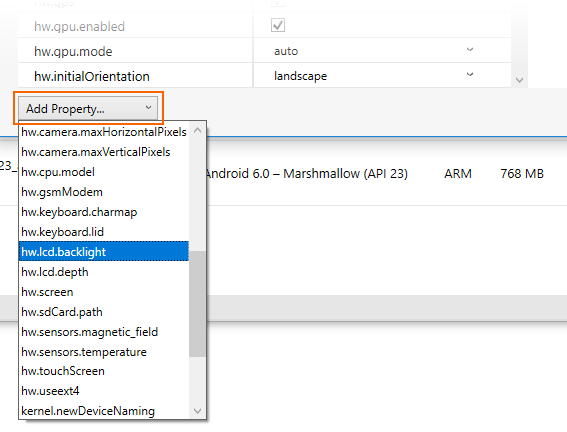 hw.gpu.enabled
hw.gpu.mode auto
hw.initialOrientation landscape
Add Property...
hw.camera.maxHorizontalPixels
hw.camera.maxVerticalPixels
23_ hw.cpu.model Android 6.0 – Marshmallow (API 23) ARM 768 MB
hw.gsmModem
hw.keyboard.charmap
hw.keyboard.lid
hw.lcd.backlight
hw.lcd.depth
hw.screen
hw.sdCard.path
hw.sensors.magnetic_field
hw.sensors.temperature
hw.touchScreen
hw.useext4
kernel.newDeviceNaming